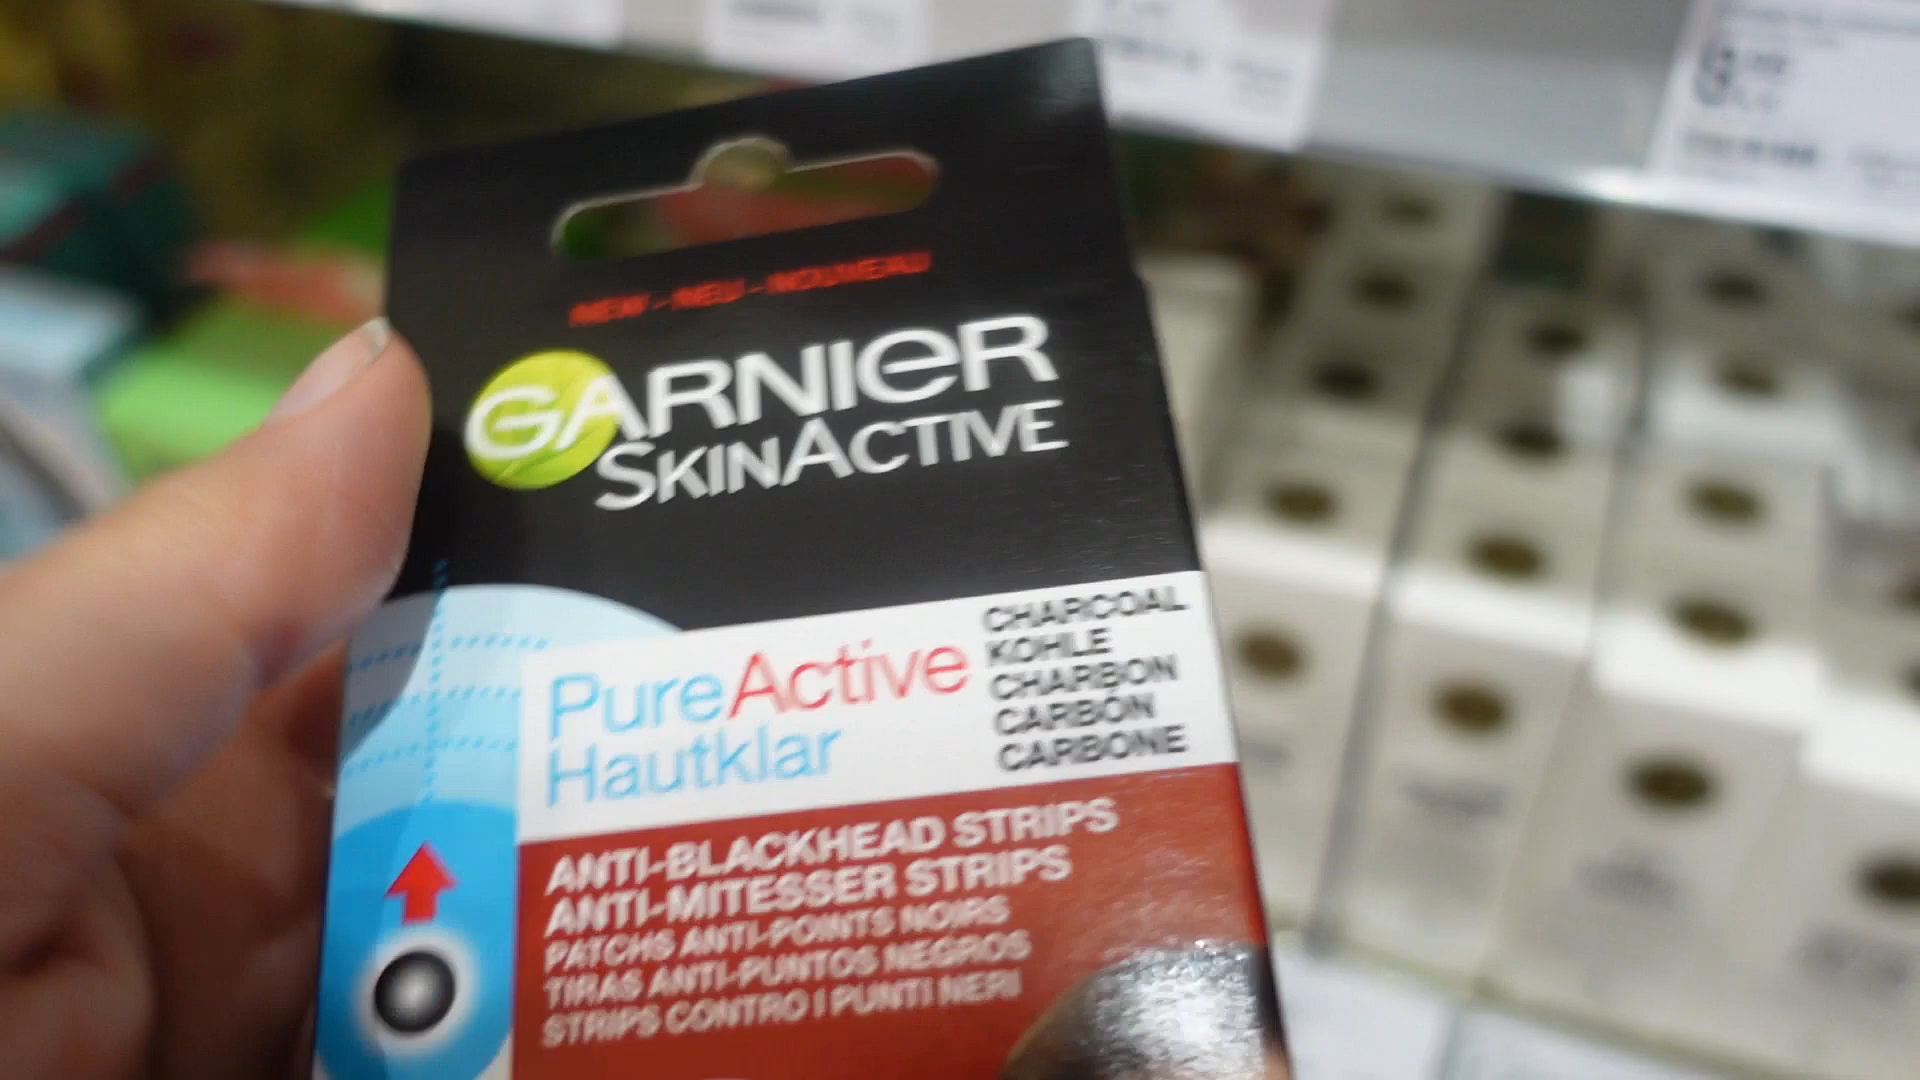 NEW - NEU - NOUVEAU
GARNIER
SKINACTIVE
PureActive
Hautklar
CHARCOAL
KOHLE
CHARBON
CARBÓN
CARBONE
ANTI-BLACKHEAD STRIPS
ANTI-MITESSER STRIPS
PATCHS ANTI-POINTS NOIRS
TIRAS ANTI-PUNTOS NEGROS
STRIPS CONTRO I PUNTI NERI